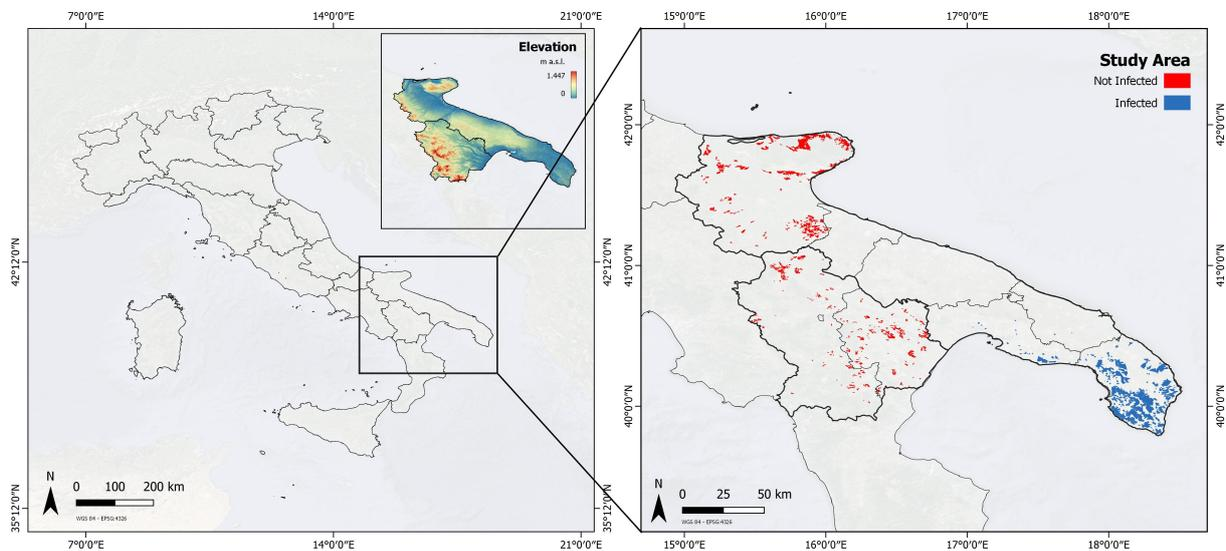 7°0'0"E
14°0'0"E
21°0'0"E
15°0'0"E
16°0'0"E
17°0'0"E
18°0'0"E
Elevation
m a.s.l.
1.447
0
Study Area
Not Infected
Infected
42°12'0"N
42°12'0"N
35°12'0"N
35°12'0"N
42°0'0"N
41°0'0"N
40°0'0"N
42°0'0"N
41°0'0"N
40°0'0"N
N
0 100 200 km
WGS 84 - EPSG:4326
N
0 25 50 km
WGS 84 - EPSG:4326
7°0'0"E
14°0'0"E
21°0'0"E
15°0'0"E
16°0'0"E
17°0'0"E
18°0'0"E